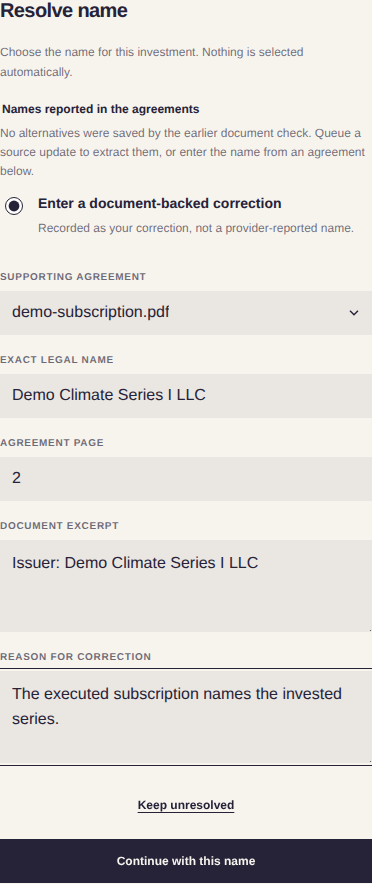 Resolve name
Choose the name for this investment. Nothing is selected
automatically.
Names reported in the agreements
No alternatives were saved by the earlier document check. Queue a
source update to extract them, or enter the name from an agreement
below.
Enter a document-backed correction
Recorded as your correction, not a provider-reported name.
SUPPORTING AGREEMENT
demo-subscription.pdf
EXACT LEGAL NAME
Demo Climate Series I LLC
AGREEMENT PAGE
2
DOCUMENT EXCERPT
Issuer: Demo Climate Series I LLC
REASON FOR CORRECTION
The executed subscription names the invested
series.
Keep unresolved
Continue with this name